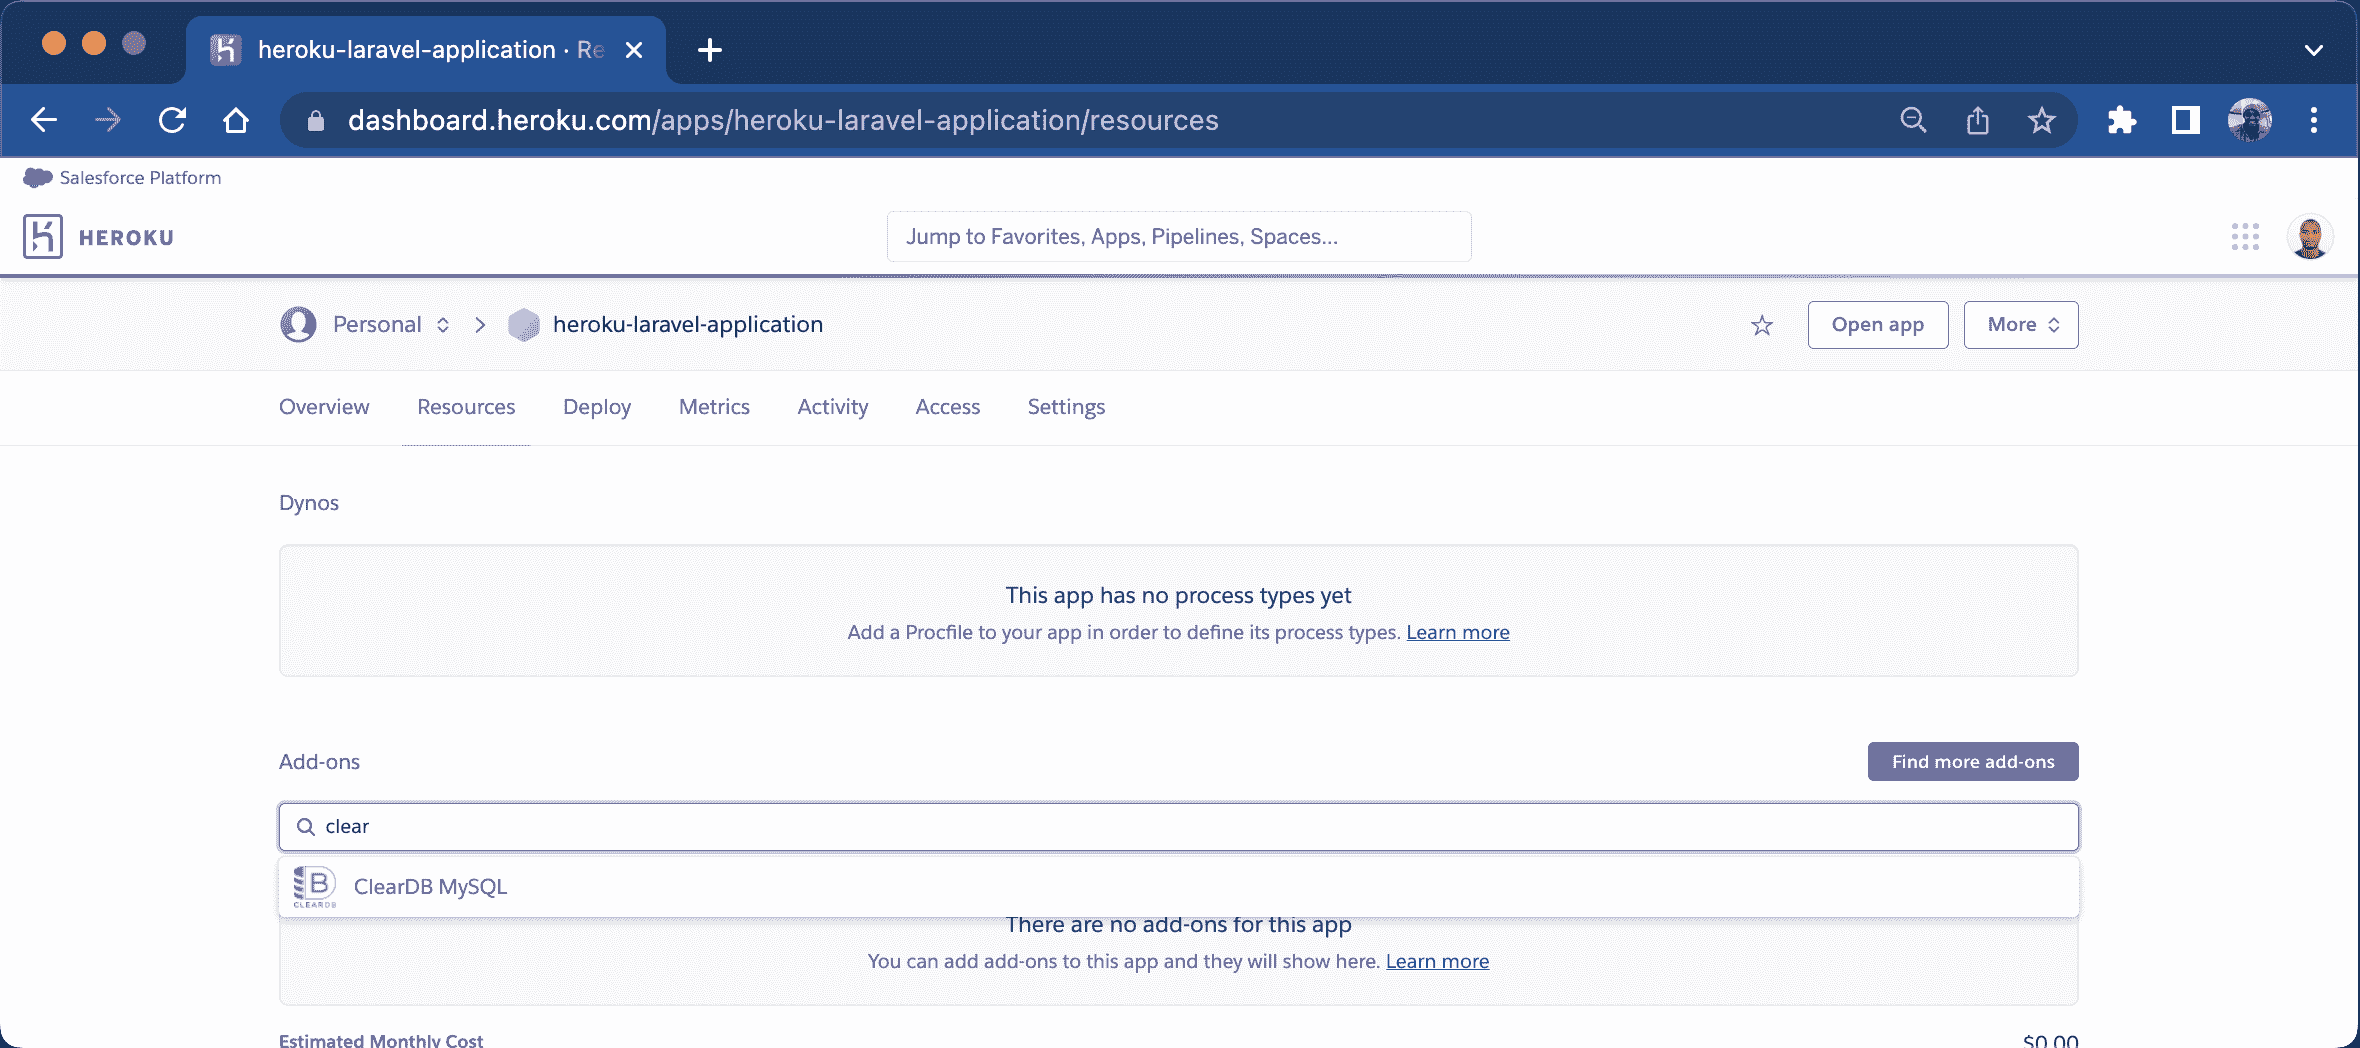 heroku-laravel-application · Re
dashboard.heroku.com/apps/heroku-laravel-application/resources
Salesforce Platform
HEROKU
Jump to Favorites, Apps, Pipelines, Spaces...
Personal
heroku-laravel-application
Open app
More
Overview
Resources
Deploy
Metrics
Activity
Access
Settings
Dynos
This app has no process types yet
Add a Procfile to your app in order to define its process types. Learn more
Add-ons
Find more add-ons
clear
CLEARDB
ClearDB MySQL
There are no add-ons for this app
You can add add-ons to this app and they will show here. Learn more
Estimated Monthly Cost
$0.00